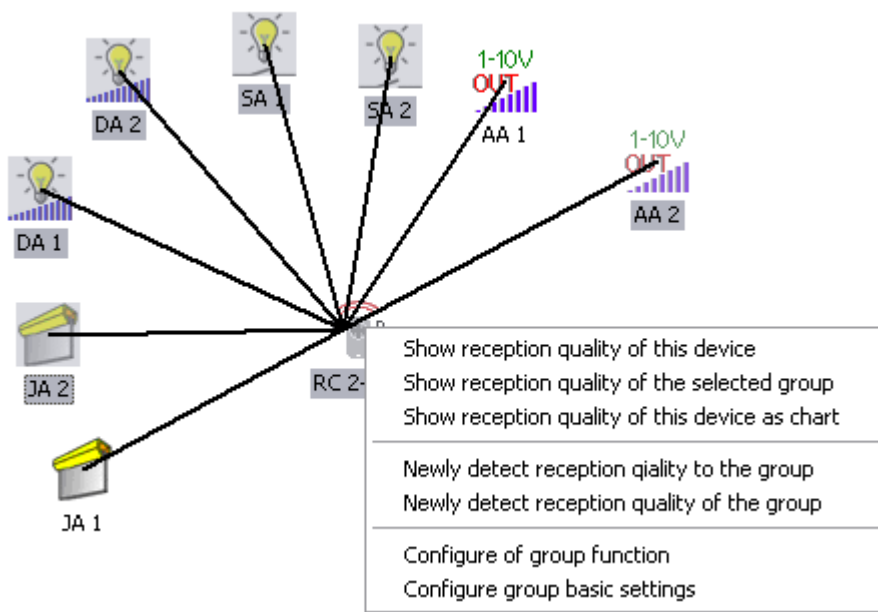 1-10V
OUT
SA 1
SA 2
AA 1
DA 2
1-10V
OUT
AA 2
DA 1
JA 2
RC 2-
JA 1
Show reception quality of this device
Show reception quality of the selected group
Show reception quality of this device as chart
Newly detect reception qiality to the group
Newly detect reception quality of the group
Configure of group function
Configure group basic settings